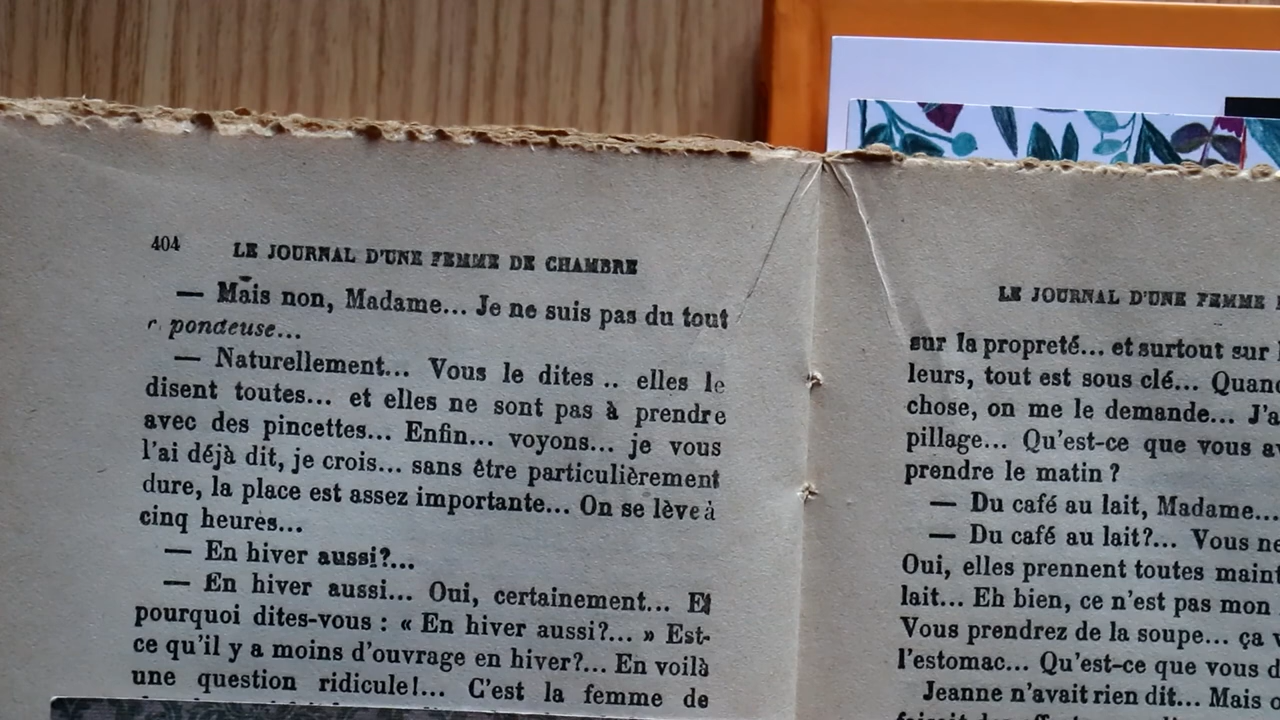 404 LE JOURNAL D'UNE FEMME DE CHAMBRE
— Mais non, Madame... Je ne suis pas du tout
pondeuse...
— Naturellement... Vous le dites .. elles le
disent toutes... et elles ne sont pas à prendre
avec des pincettes... Enfin... voyons... je vous
l'ai déjà dit, je crois... sans être particulièrement
dure, la place est assez importante... On se lève à
cinq heures...
— En hiver aussi?...
— En hiver aussi... Oui, certainement... Et
pourquoi dites-vous : « En hiver aussi?... » Est-
ce qu'il y a moins d'ouvrage en hiver?... En voilà
une question ridicule!... C'est la femme de
LE JOURNAL D'UNE FEMME
sur la propreté... et surtout sur
leurs, tout est sous clé... Quand
chose, on me le demande... J'a
pillage... Qu'est-ce que vous av
prendre le matin ?
— Du café au lait, Madame...
— Du café au lait?... Vous ne
Oui, elles prennent toutes maint
lait... Eh bien, ce n'est pas mon
Vous prendrez de la soupe... ça v
l'estomac... Qu'est-ce que vous d
Jeanne n'avait rien dit... Mais